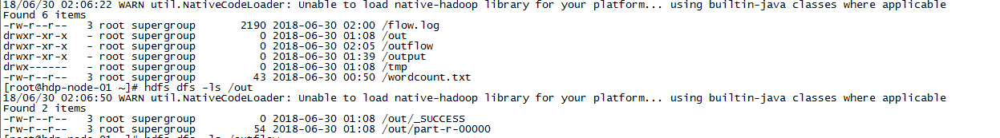 18/06/30 02:06:22 WARN util.NativeCodeLoader: Unable to load native-hadoop library for your platform... using builtin-java classes where applicable
Found 6 items
-rw-r--r--   3 root supergroup       2190 2018-06-30 02:00 /flow.log
drwxr-xr-x   - root supergroup          0 2018-06-30 01:08 /out
drwxr-xr-x   - root supergroup          0 2018-06-30 02:05 /outflow
drwxr-xr-x   - root supergroup          0 2018-06-30 01:39 /output
drwx------   - root supergroup          0 2018-06-30 01:08 /tmp
-rw-r--r--   3 root supergroup         43 2018-06-30 00:50 /wordcount.txt
[root@hdp-node-01 ~]# hdfs dfs -ls /out
18/06/30 02:06:50 WARN util.NativeCodeLoader: Unable to load native-hadoop library for your platform... using builtin-java classes where applicable
Found 2 items
-rw-r--r--   3 root supergroup          0 2018-06-30 01:08 /out/_SUCCESS
-rw-r--r--   3 root supergroup         54 2018-06-30 01:08 /out/part-r-00000
[root@hdp-node-01 ~]# hdfs dfs -ls /outflow